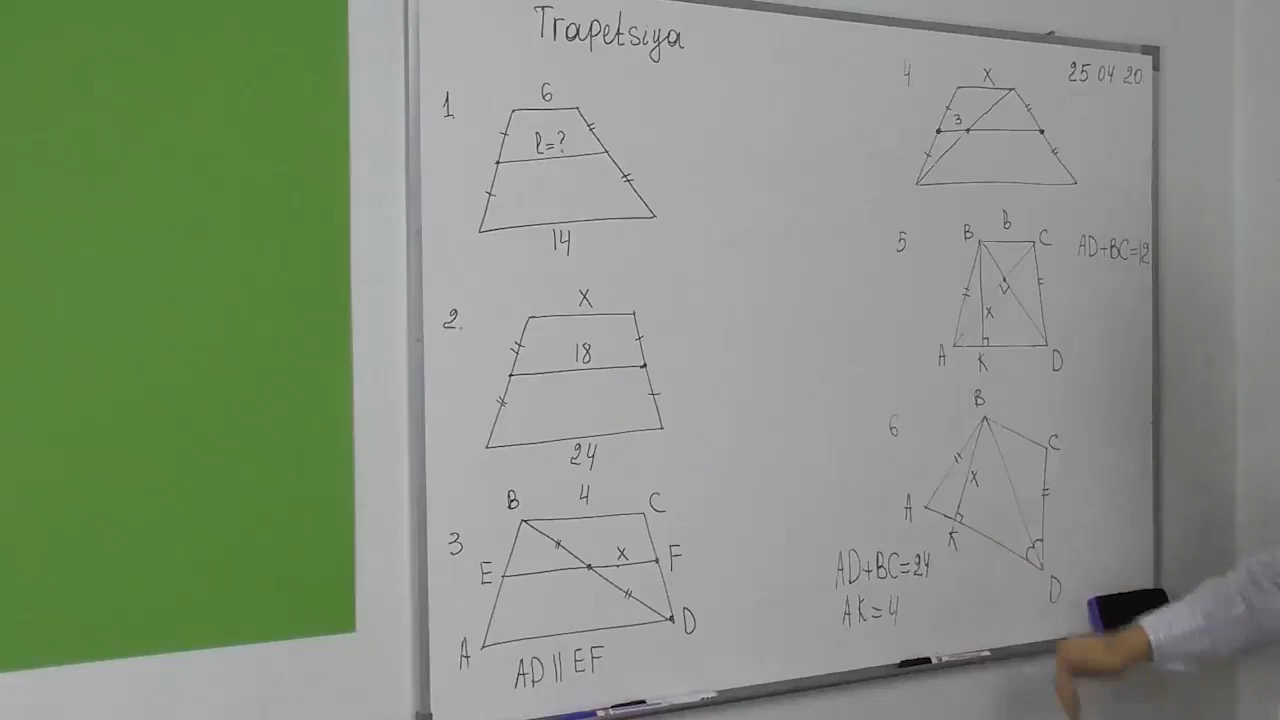 Trapetsiya
25 04 20
1
6
l=?
14
2.
X
18
24
3
B 4 C
E X F
A D
AD || EF
4
X
3
5
B B C
AD+BC=12
X
A K D
6
B
C
X
A
K
D
AD+BC=24
AK=4